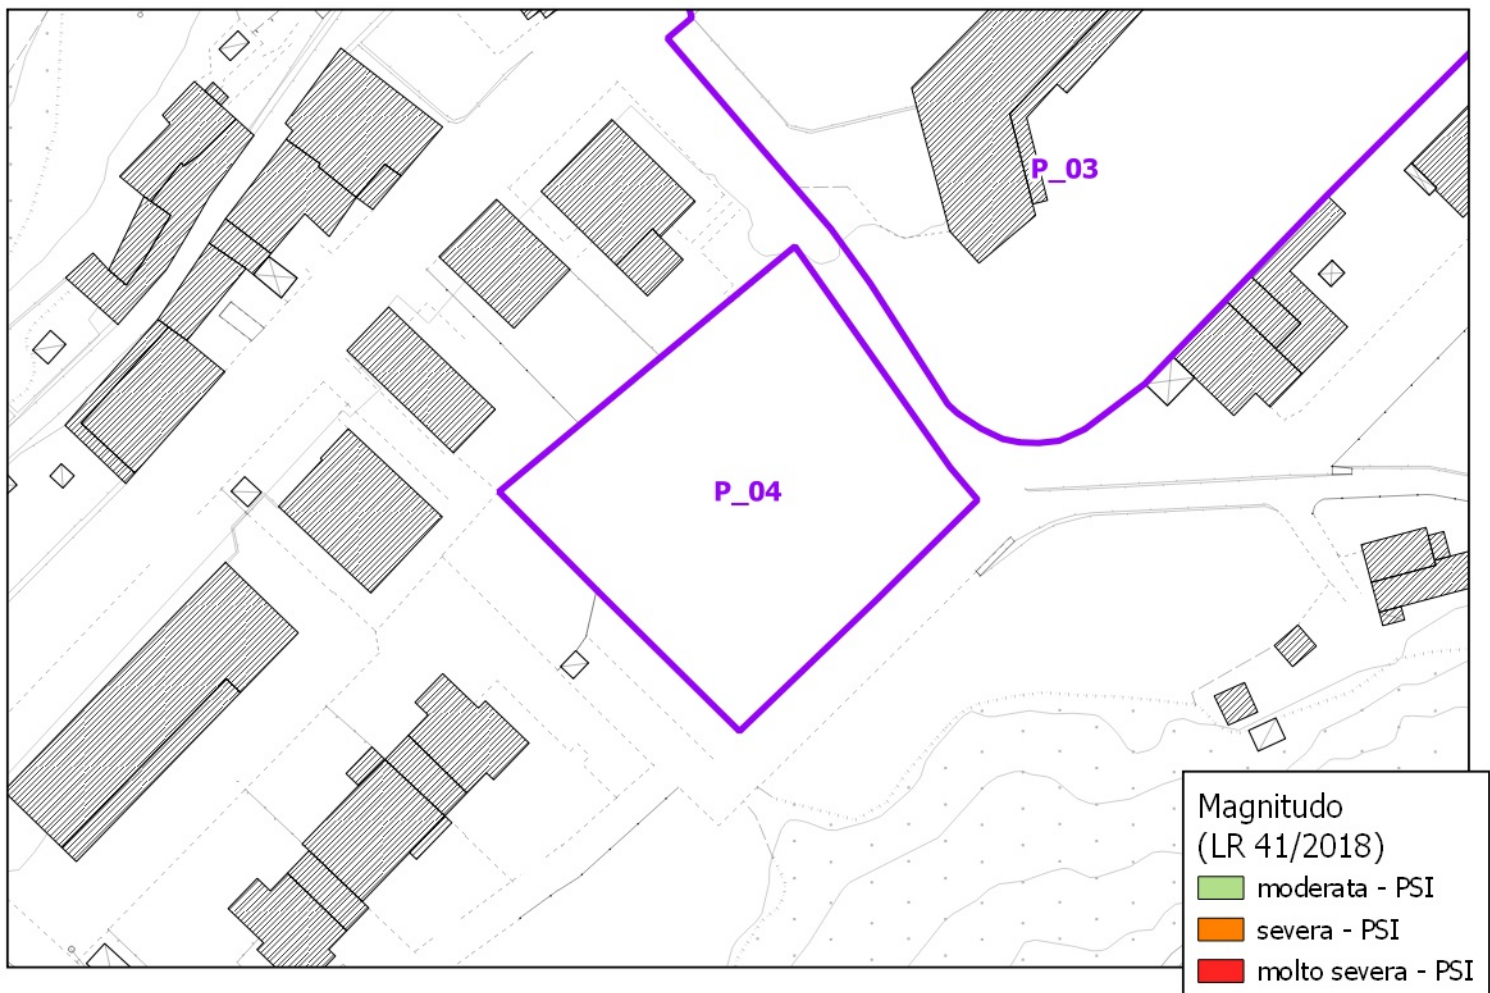 P_03
P_04
Magnitudo
(LR 41/2018)
moderata - PSI
severa - PSI
molto severa - PSI